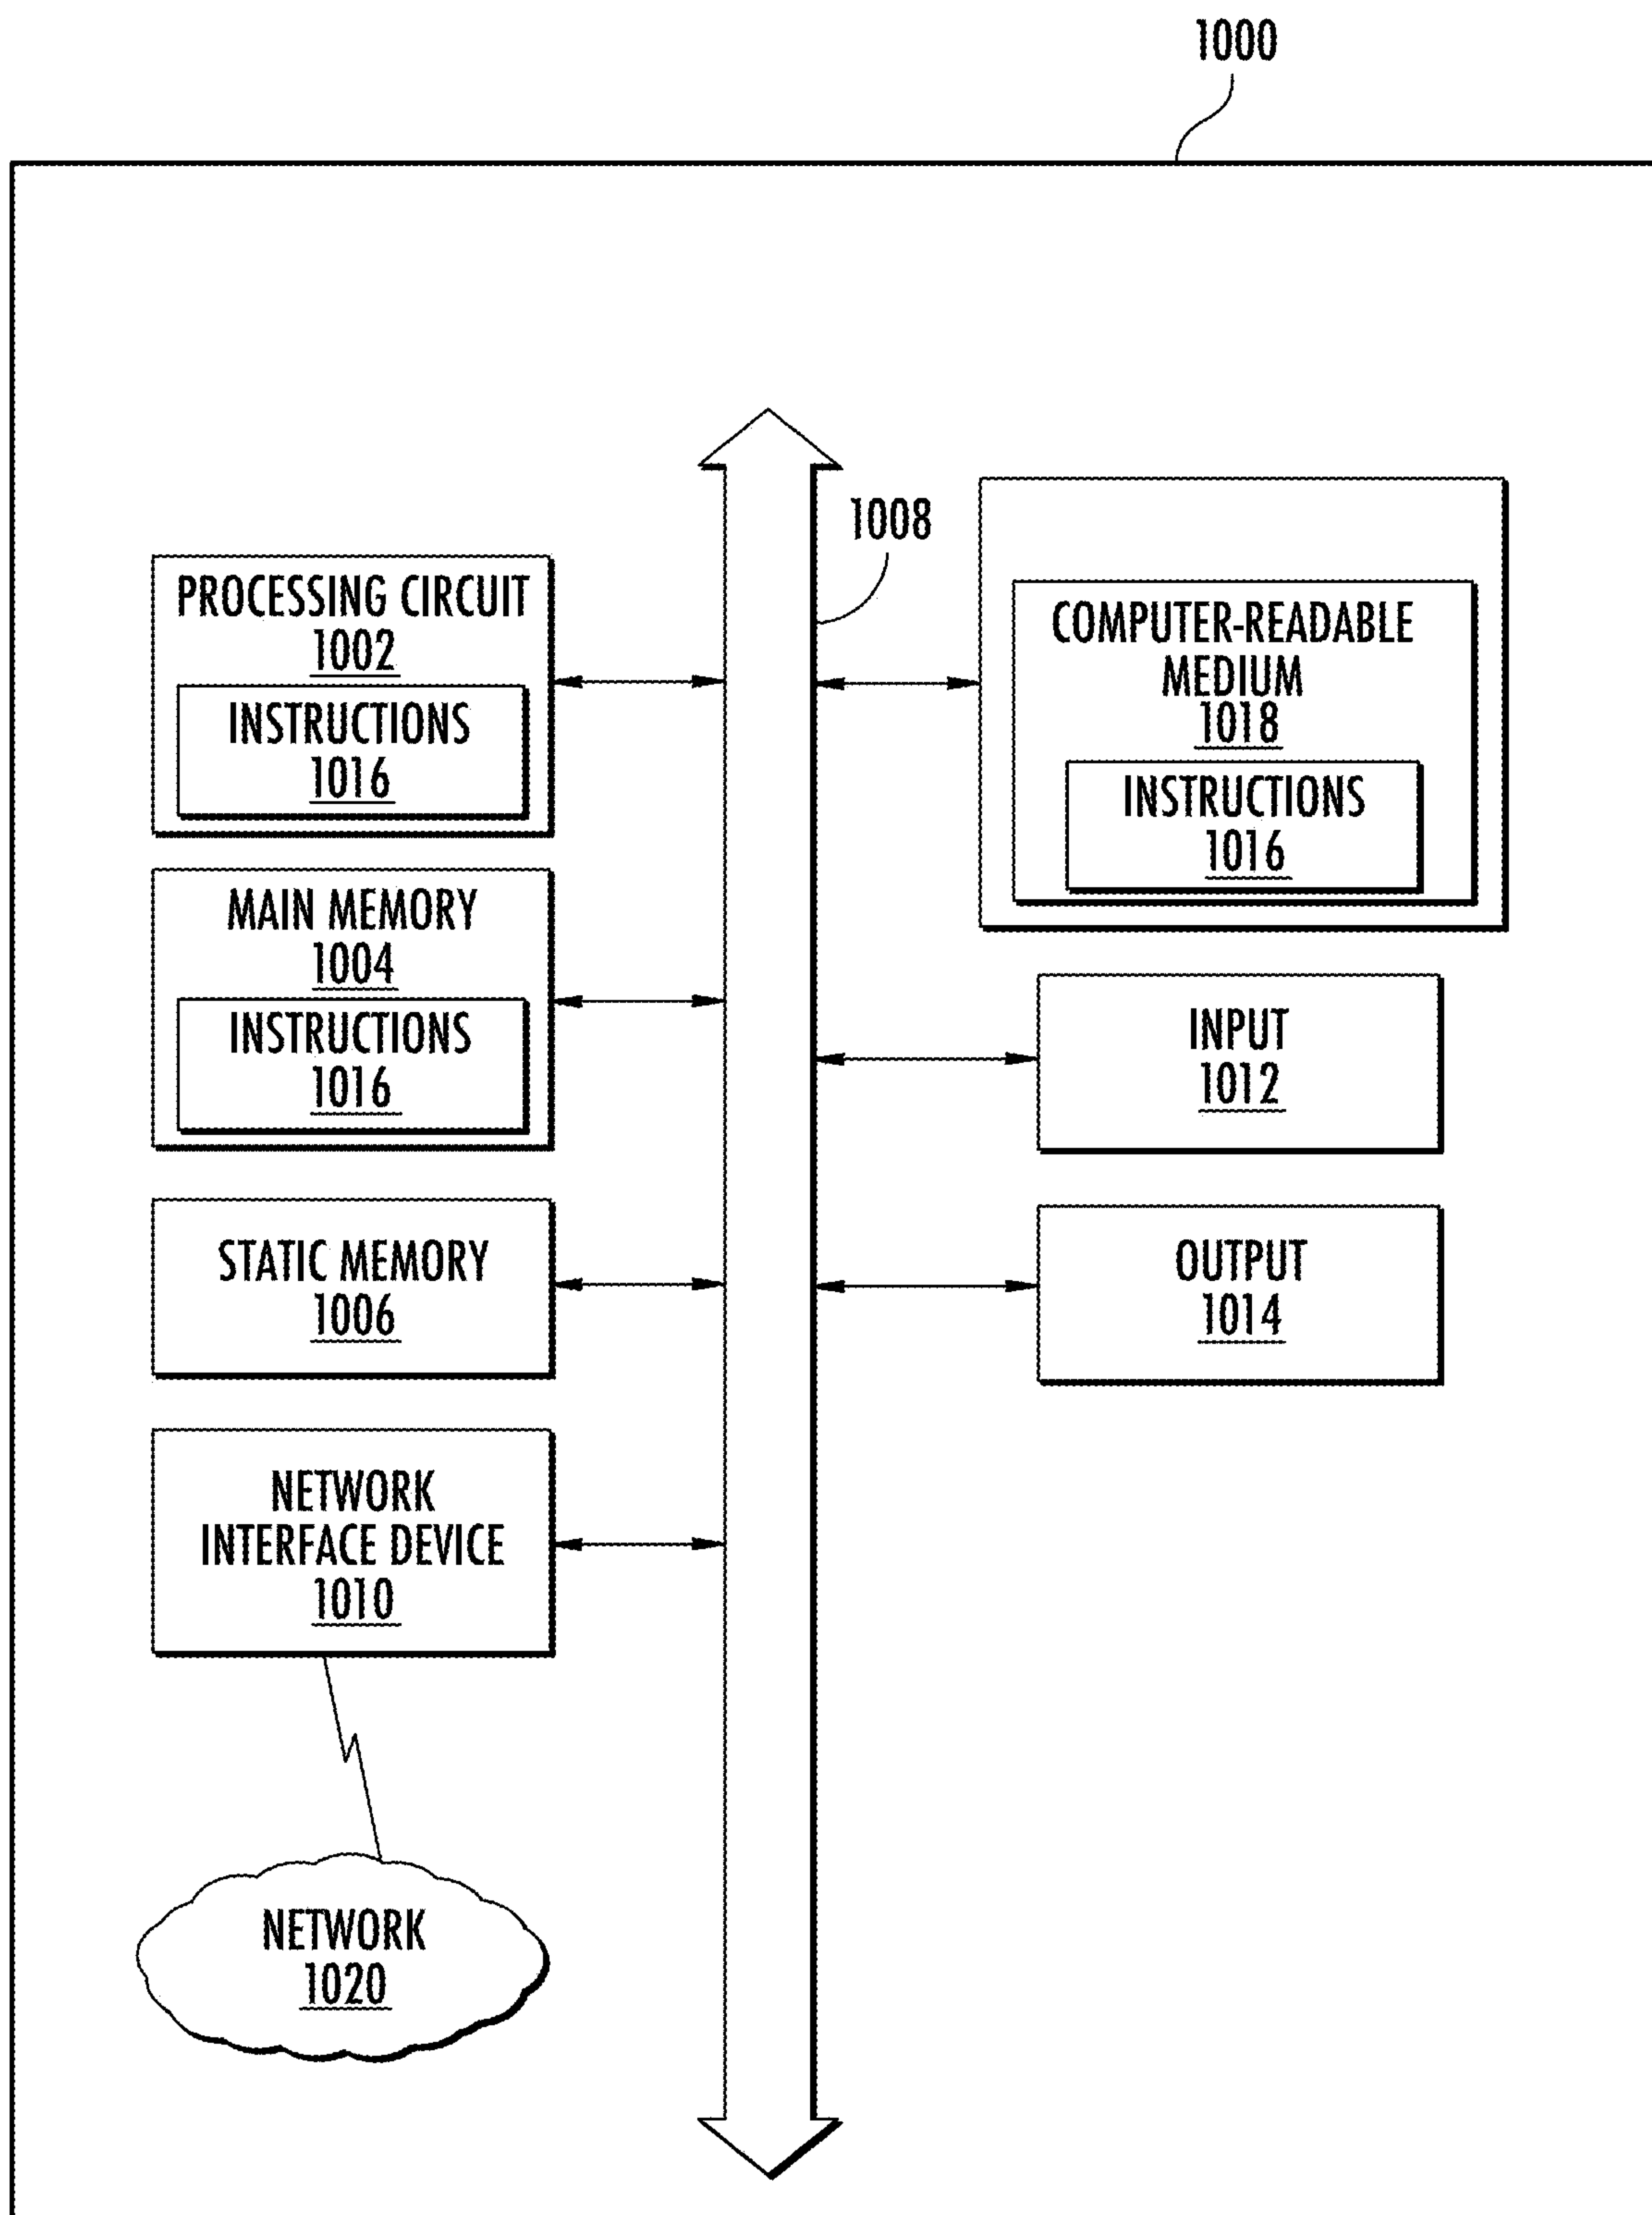 1000
1008
PROCESSING CIRCUIT
1002
INSTRUCTIONS
1016
MAIN MEMORY
1004
INSTRUCTIONS
1016
STATIC MEMORY
1006
NETWORK
INTERFACE DEVICE
1010
NETWORK
1020
COMPUTER-READABLE
MEDIUM
1018
INSTRUCTIONS
1016
INPUT
1012
OUTPUT
1014